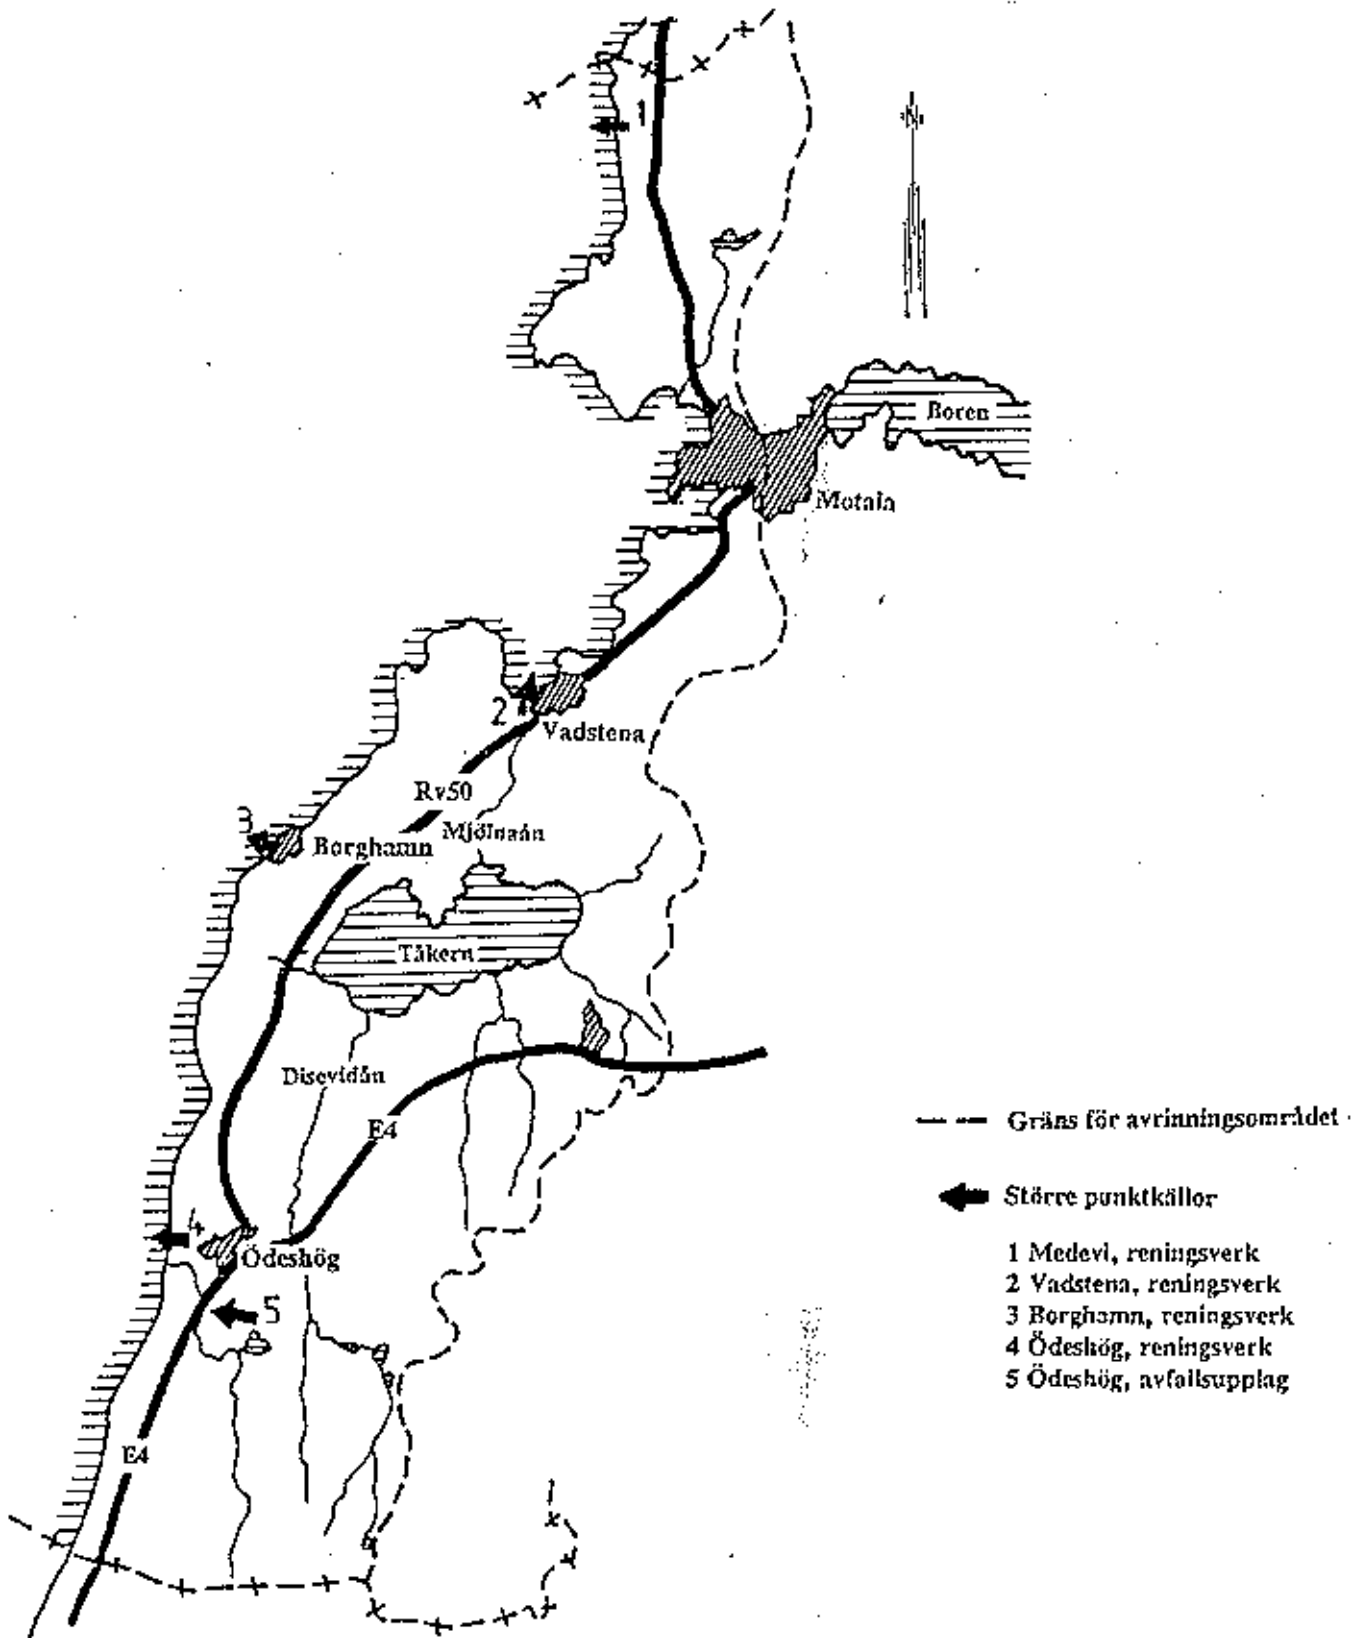 1
N
Boren
Motala
2
Vadstena
Rv50
3
Mjölnaån
Borghamn
Tåkern
Disevidån
E4
Gräns för avrinningsområdet
Större punktkällor
4
Ödeshög
1 Medevi, reningsverk
2 Vadstena, reningsverk
3 Borghamn, reningsverk
4 Ödeshög, reningsverk
5 Ödeshög, avfallsupplag
5
E4